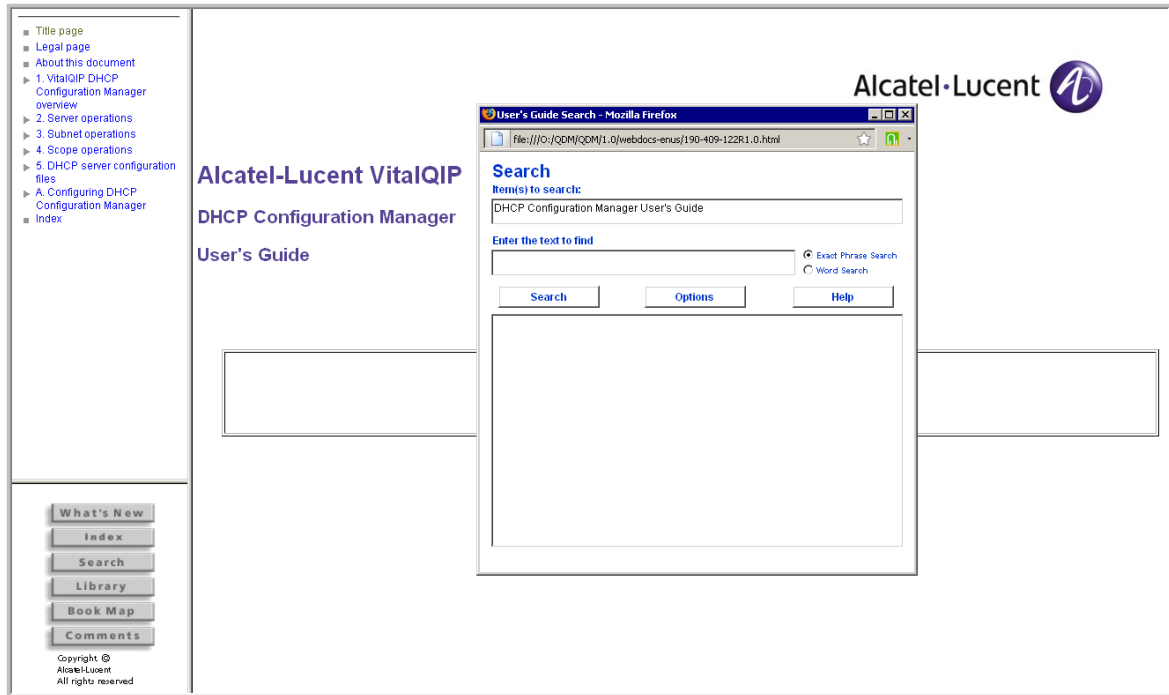 Title page
Legal page
About this document
1. VitalQIP DHCP
Configuration Manager
overview
2. Server operations
3. Subnet operations
4. Scope operations
5. DHCP server configuration
files
A. Configuring DHCP
Configuration Manager
Index
What's New
Index
Search
Library
Book Map
Comments
Copyright ©
Alcatel-Lucent
All rights reserved
Alcatel·Lucent
Alcatel-Lucent VitalQIP
DHCP Configuration Manager
User's Guide
User's Guide Search - Mozilla Firefox
file:///O:/QDM/QDM/1.0/webdocs-enus/190-409-122R1.0.html
Search
Item(s) to search:
DHCP Configuration Manager User's Guide
Enter the text to find
Exact Phrase Search
Word Search
Search Options Help